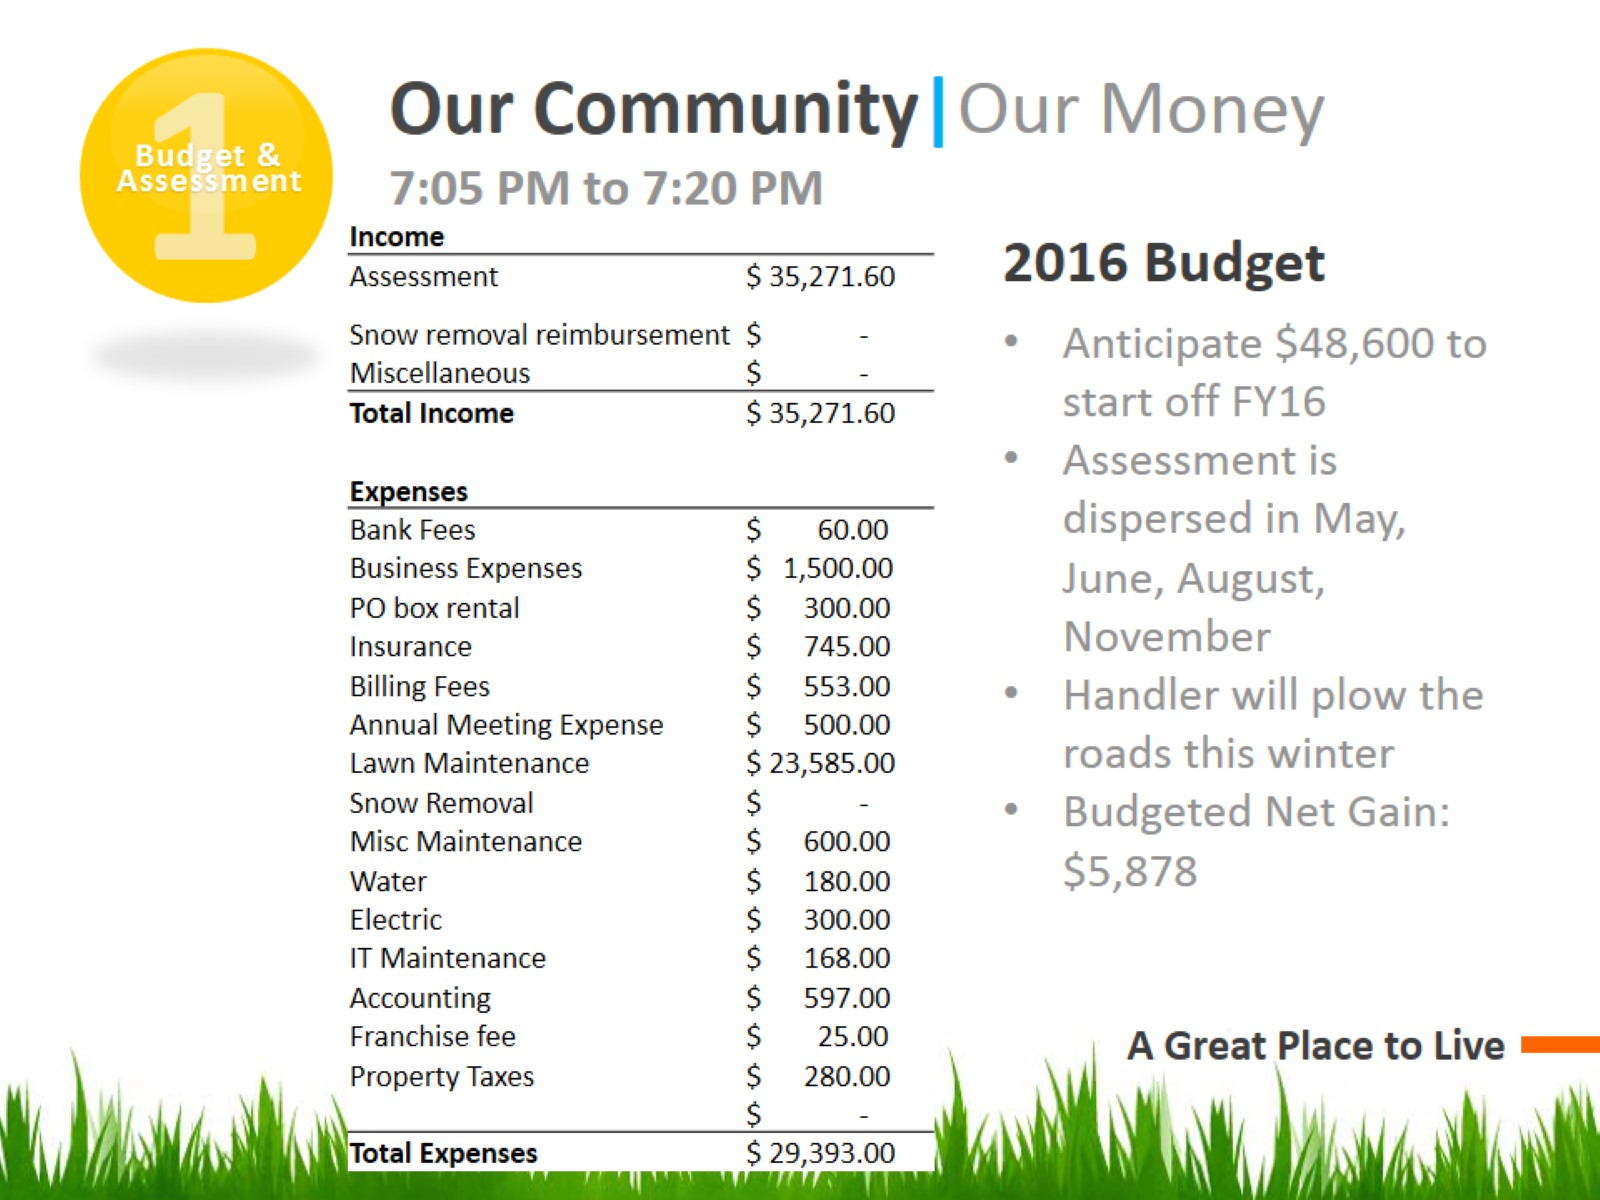 1
Budget &
Assessment
Our Community|Our Money
7:05 PM to 7:20 PM
Income
Assessment $ 35,271.60
Snow removal reimbursement $ -
Miscellaneous $ -
Total Income $ 35,271.60
Expenses
Bank Fees $ 60.00
Business Expenses $ 1,500.00
PO box rental $ 300.00
Insurance $ 745.00
Billing Fees $ 553.00
Annual Meeting Expense $ 500.00
Lawn Maintenance $ 23,585.00
Snow Removal $ -
Misc Maintenance $ 600.00
Water $ 180.00
Electric $ 300.00
IT Maintenance $ 168.00
Accounting $ 597.00
Franchise fee $ 25.00
Property Taxes $ 280.00
$ -
Total Expenses $ 29,393.00
2016 Budget
• Anticipate $48,600 to
start off FY16
• Assessment is
dispersed in May,
June, August,
November
• Handler will plow the
roads this winter
• Budgeted Net Gain:
$5,878
A Great Place to Live